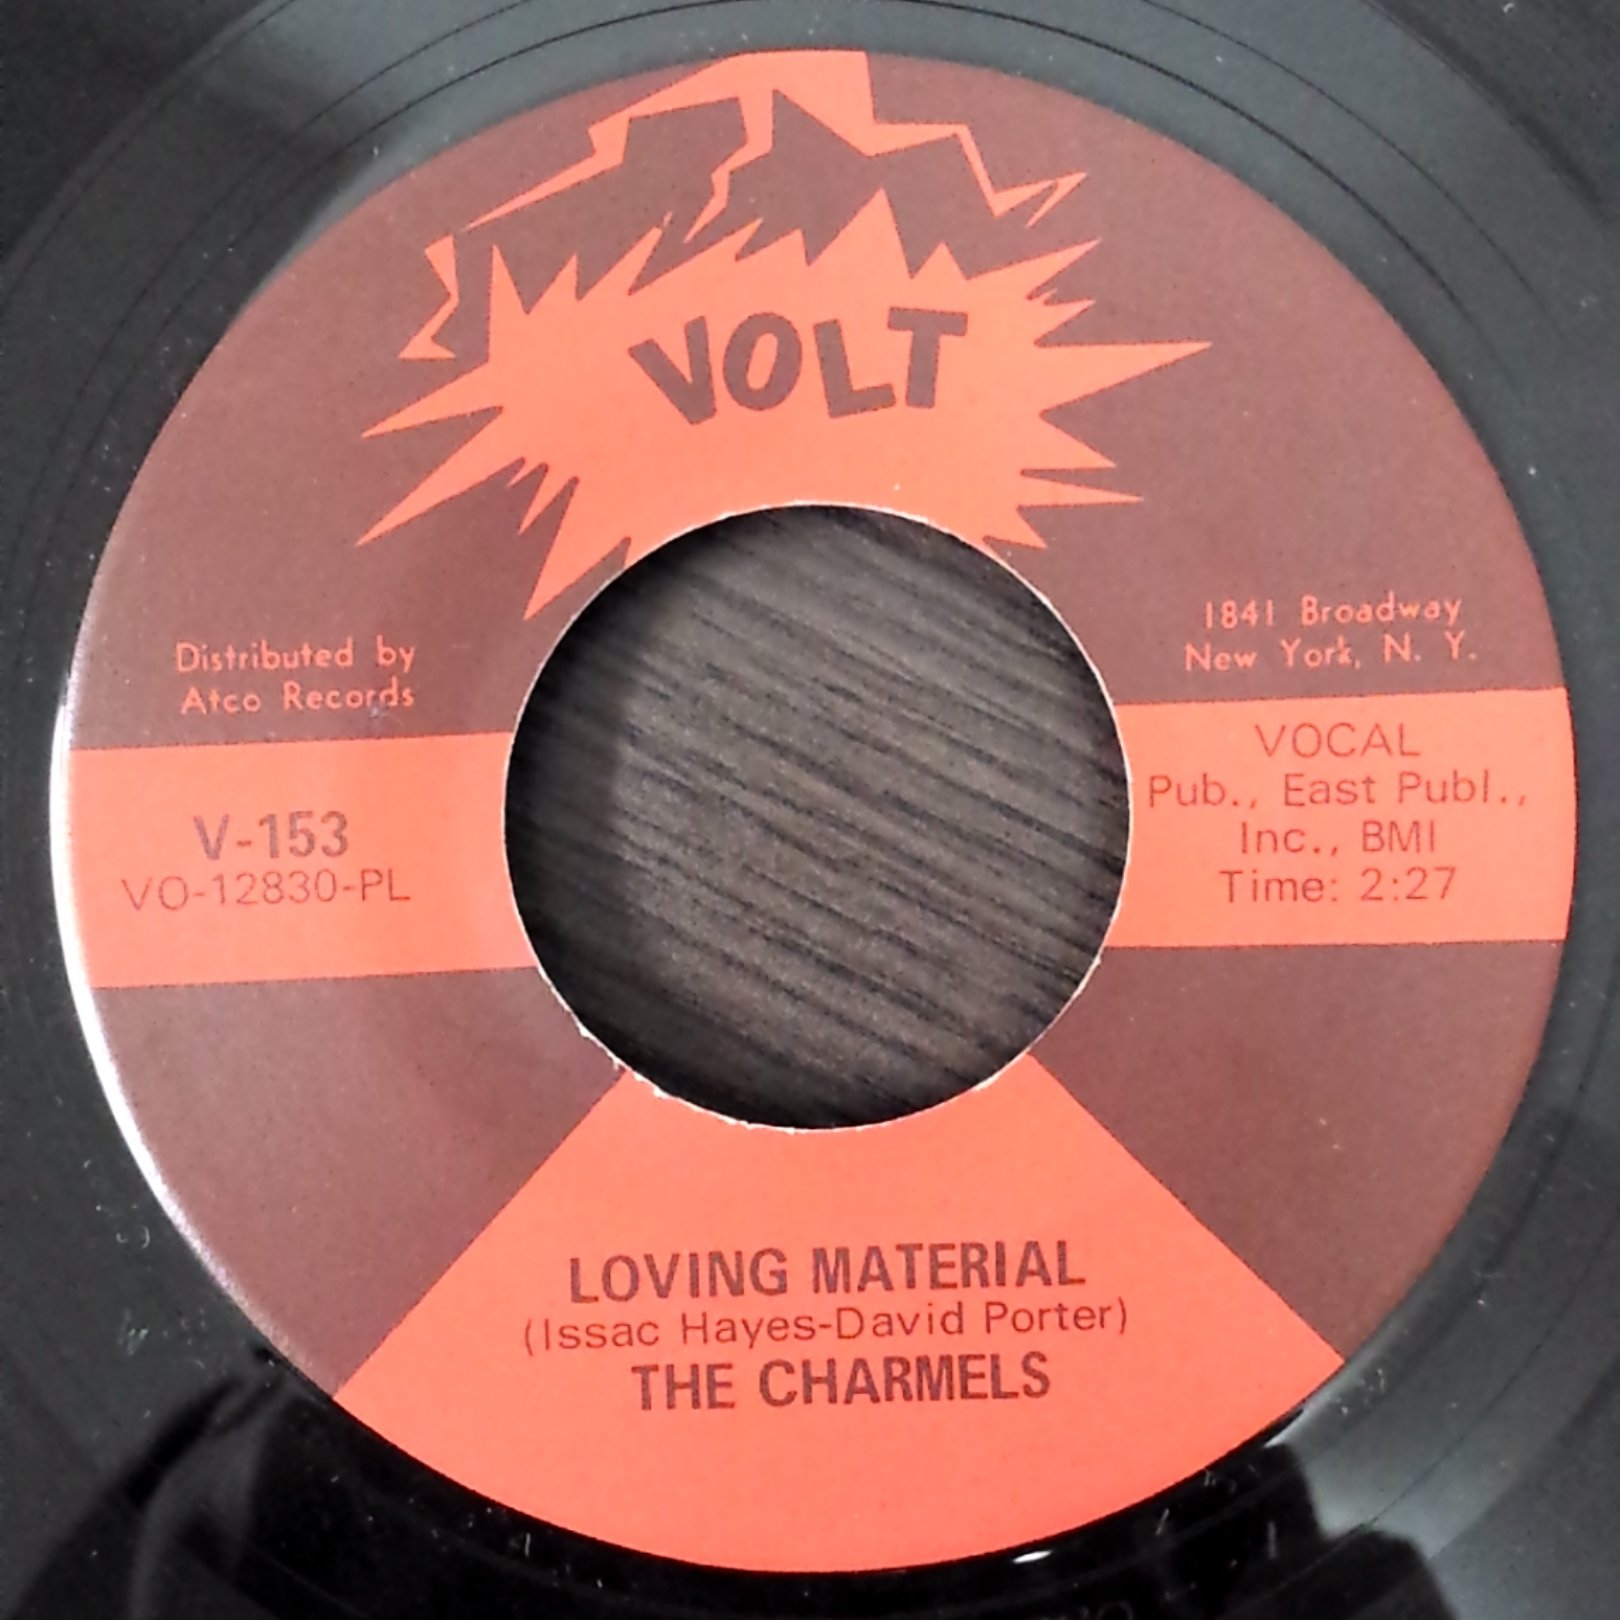 VOLT
Distributed by
Atco Records
1841 Broadway
New York, N. Y.
V-153
VO-12830-PL
VOCAL
Pub., East Publ.,
Inc., BMI
Time: 2:27
LOVING MATERIAL
(Issac Hayes-David Porter)
THE CHARMELS